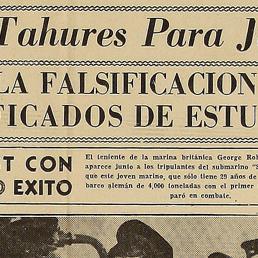 Tahures Para J
LA FALSIFICACION
FICADOS DE ESTU
ST CON
O EXITO
El teniente de la marina británica George Rob
aparece junto a los tripulantes del submarino "S
que este joven marino, que sólo tiene 29 años de
barco alemán de 4,000 toneladas con el primer
paró en combate.